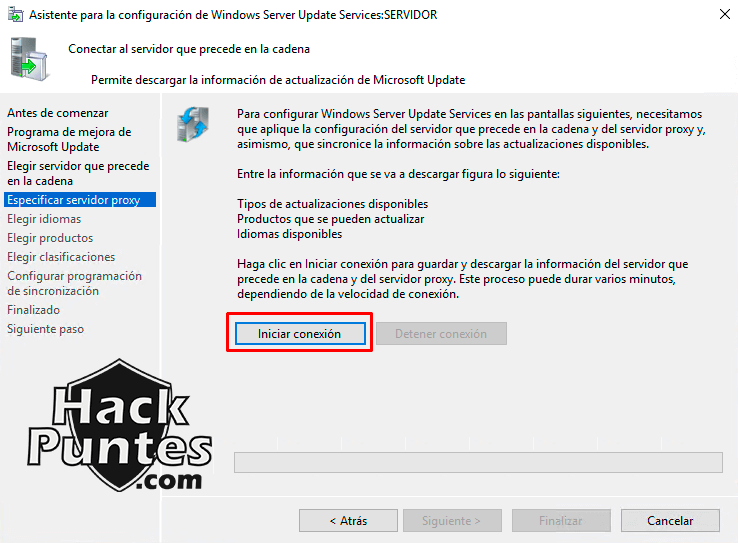 Asistente para la configuración de Windows Server Update Services:SERVIDOR
Conectar al servidor que precede en la cadena
Permite descargar la información de actualización de Microsoft Update
Antes de comenzar
Programa de mejora de
Microsoft Update
Elegir servidor que precede
en la cadena
Especificar servidor proxy
Elegir idiomas
Elegir productos
Elegir clasificaciones
Configurar programación
de sincronización
Finalizado
Siguiente paso
Para configurar Windows Server Update Services en las pantallas siguientes, necesitamos
que aplique la configuración del servidor que precede en la cadena y del servidor proxy y,
asimismo, que sincronice la información sobre las actualizaciones disponibles.
Entre la información que se va a descargar figura lo siguiente:
Tipos de actualizaciones disponibles
Productos que se pueden actualizar
Idiomas disponibles
Haga clic en Iniciar conexión para guardar y descargar la información del servidor que
precede en la cadena y del servidor proxy. Este proceso puede durar varios minutos,
dependiendo de la velocidad de conexión.
Iniciar conexión
Detener conexión
Hack
Puntes
.com
< Atrás
Siguiente >
Finalizar
Cancelar